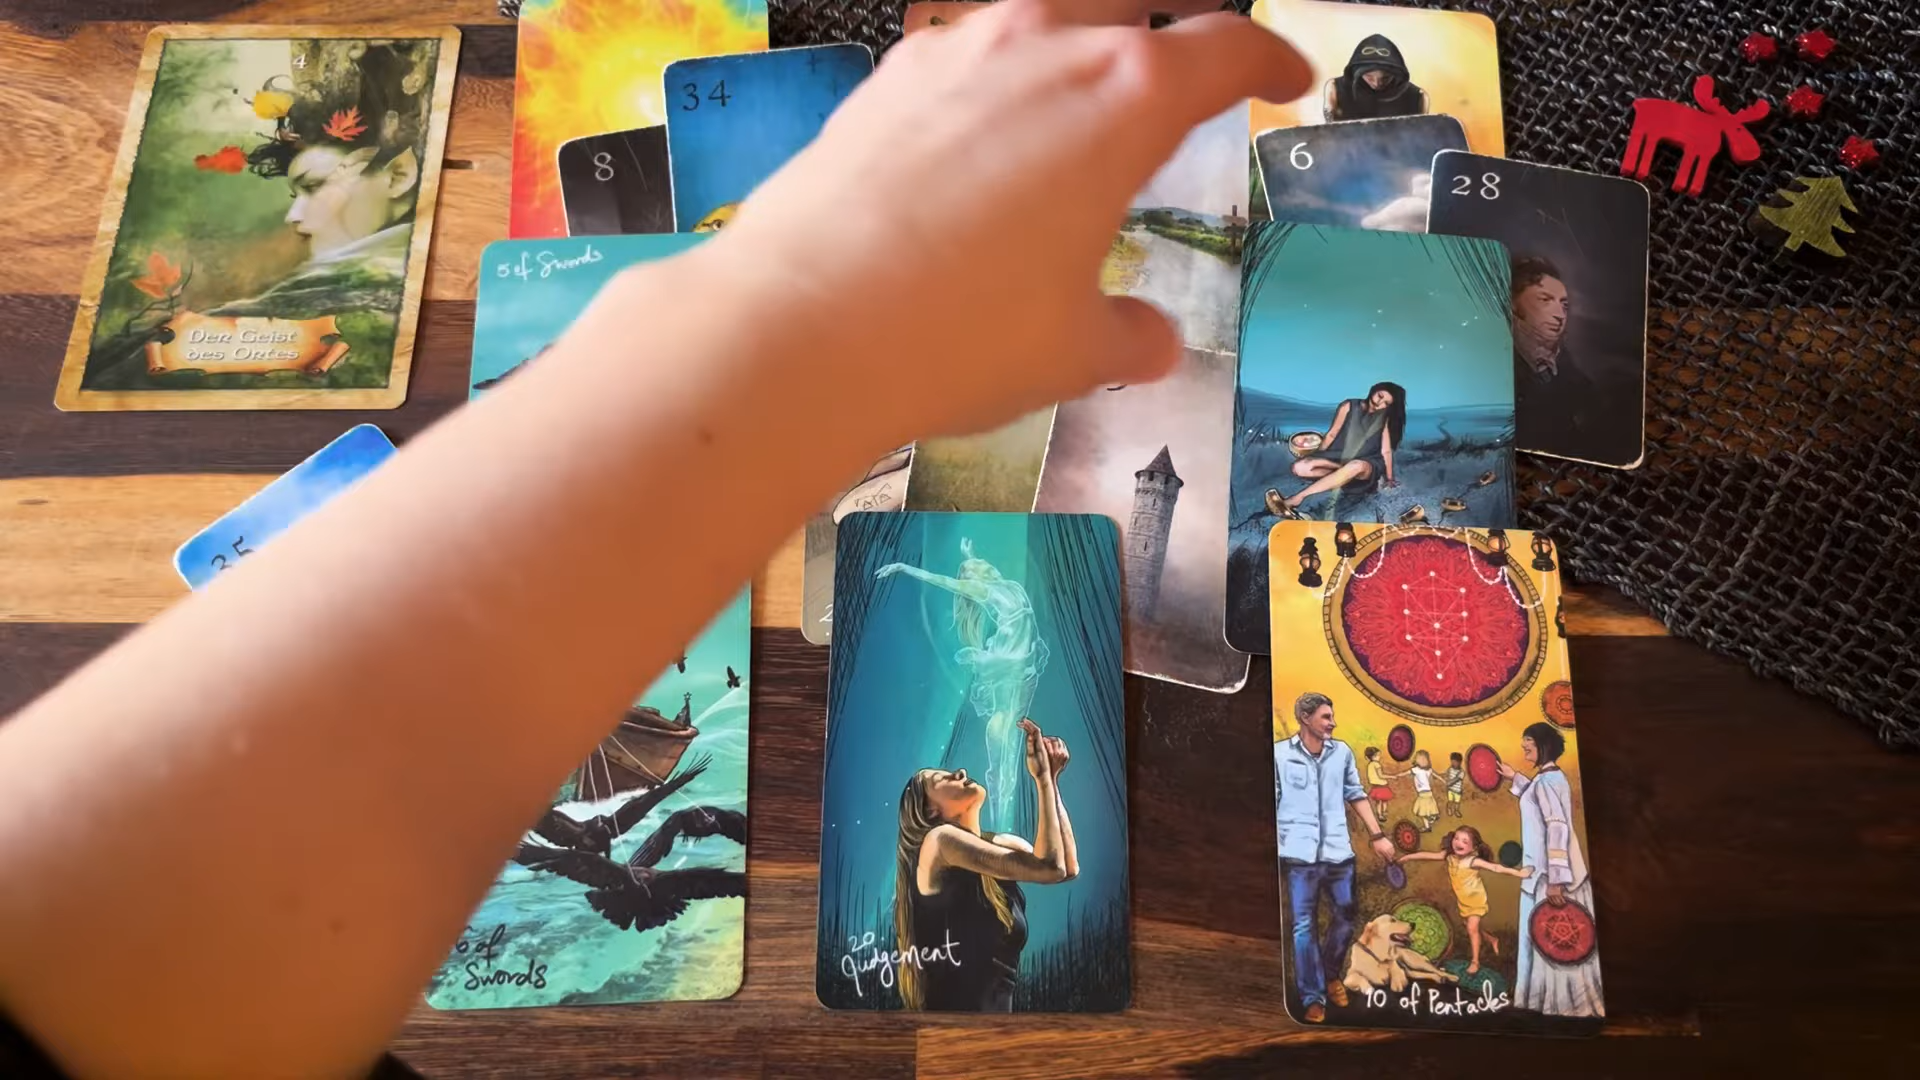 4
Der Geist
des Ortes
34
8
6
28
5 of Swords
35
6 of
Swords
20
Judgement
10 of Pentacles